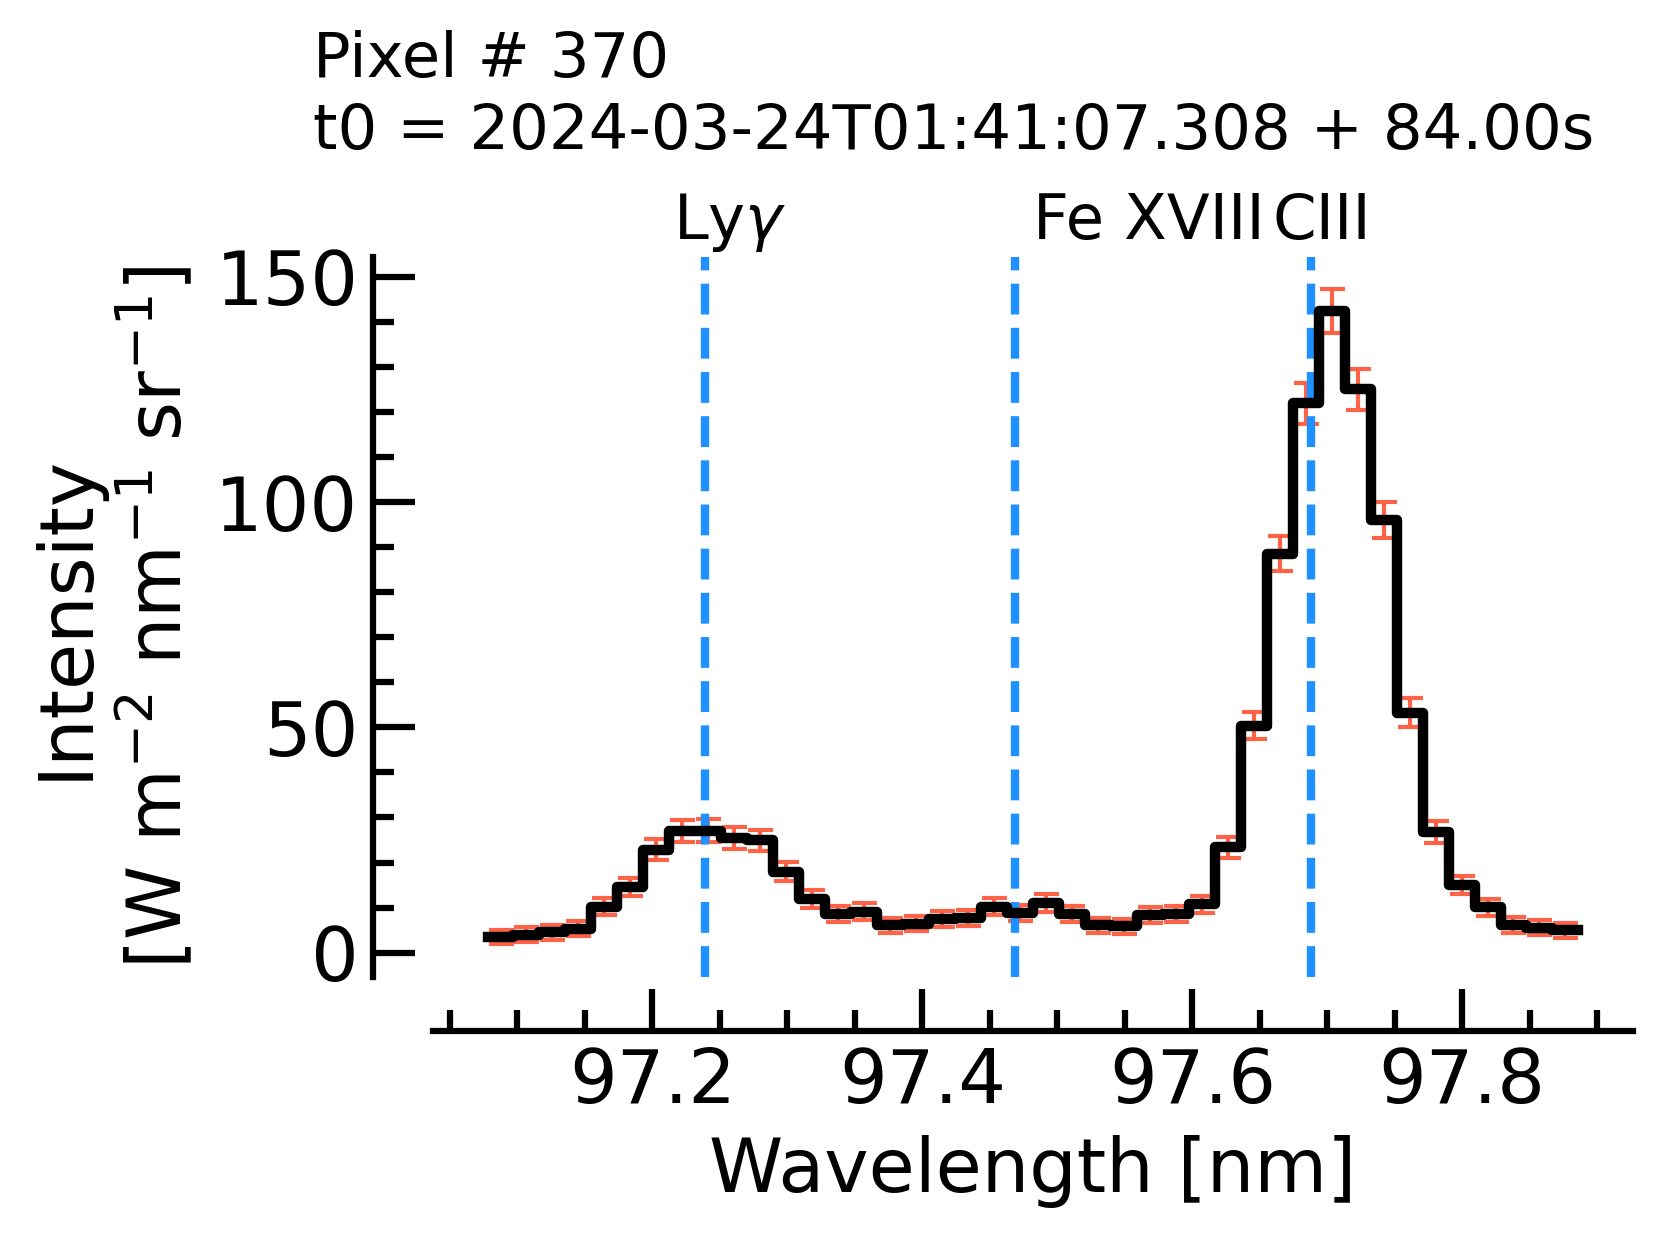 Pixel # 370
t0 = 2024-03-24T01:41:07.308 + 84.00s
Lyγ Fe XVIII CIII
Intensity
[W m⁻² nm⁻¹ sr⁻¹]
150
100
50
0
97.2 97.4 97.6 97.8
Wavelength [nm]